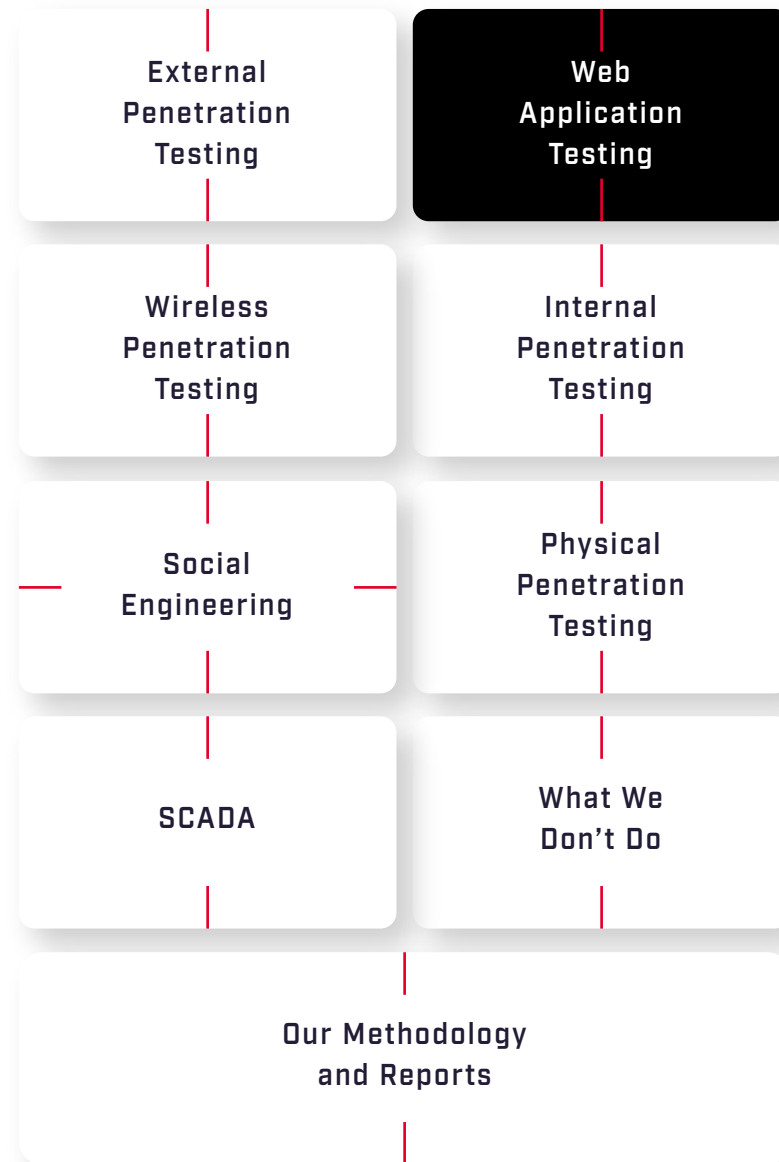 External
Penetration
Testing
Web
Application
Testing
Wireless
Penetration
Testing
Internal
Penetration
Testing
Social
Engineering
Physical
Penetration
Testing
SCADA
What We
Don’t Do
Our Methodology
and Reports